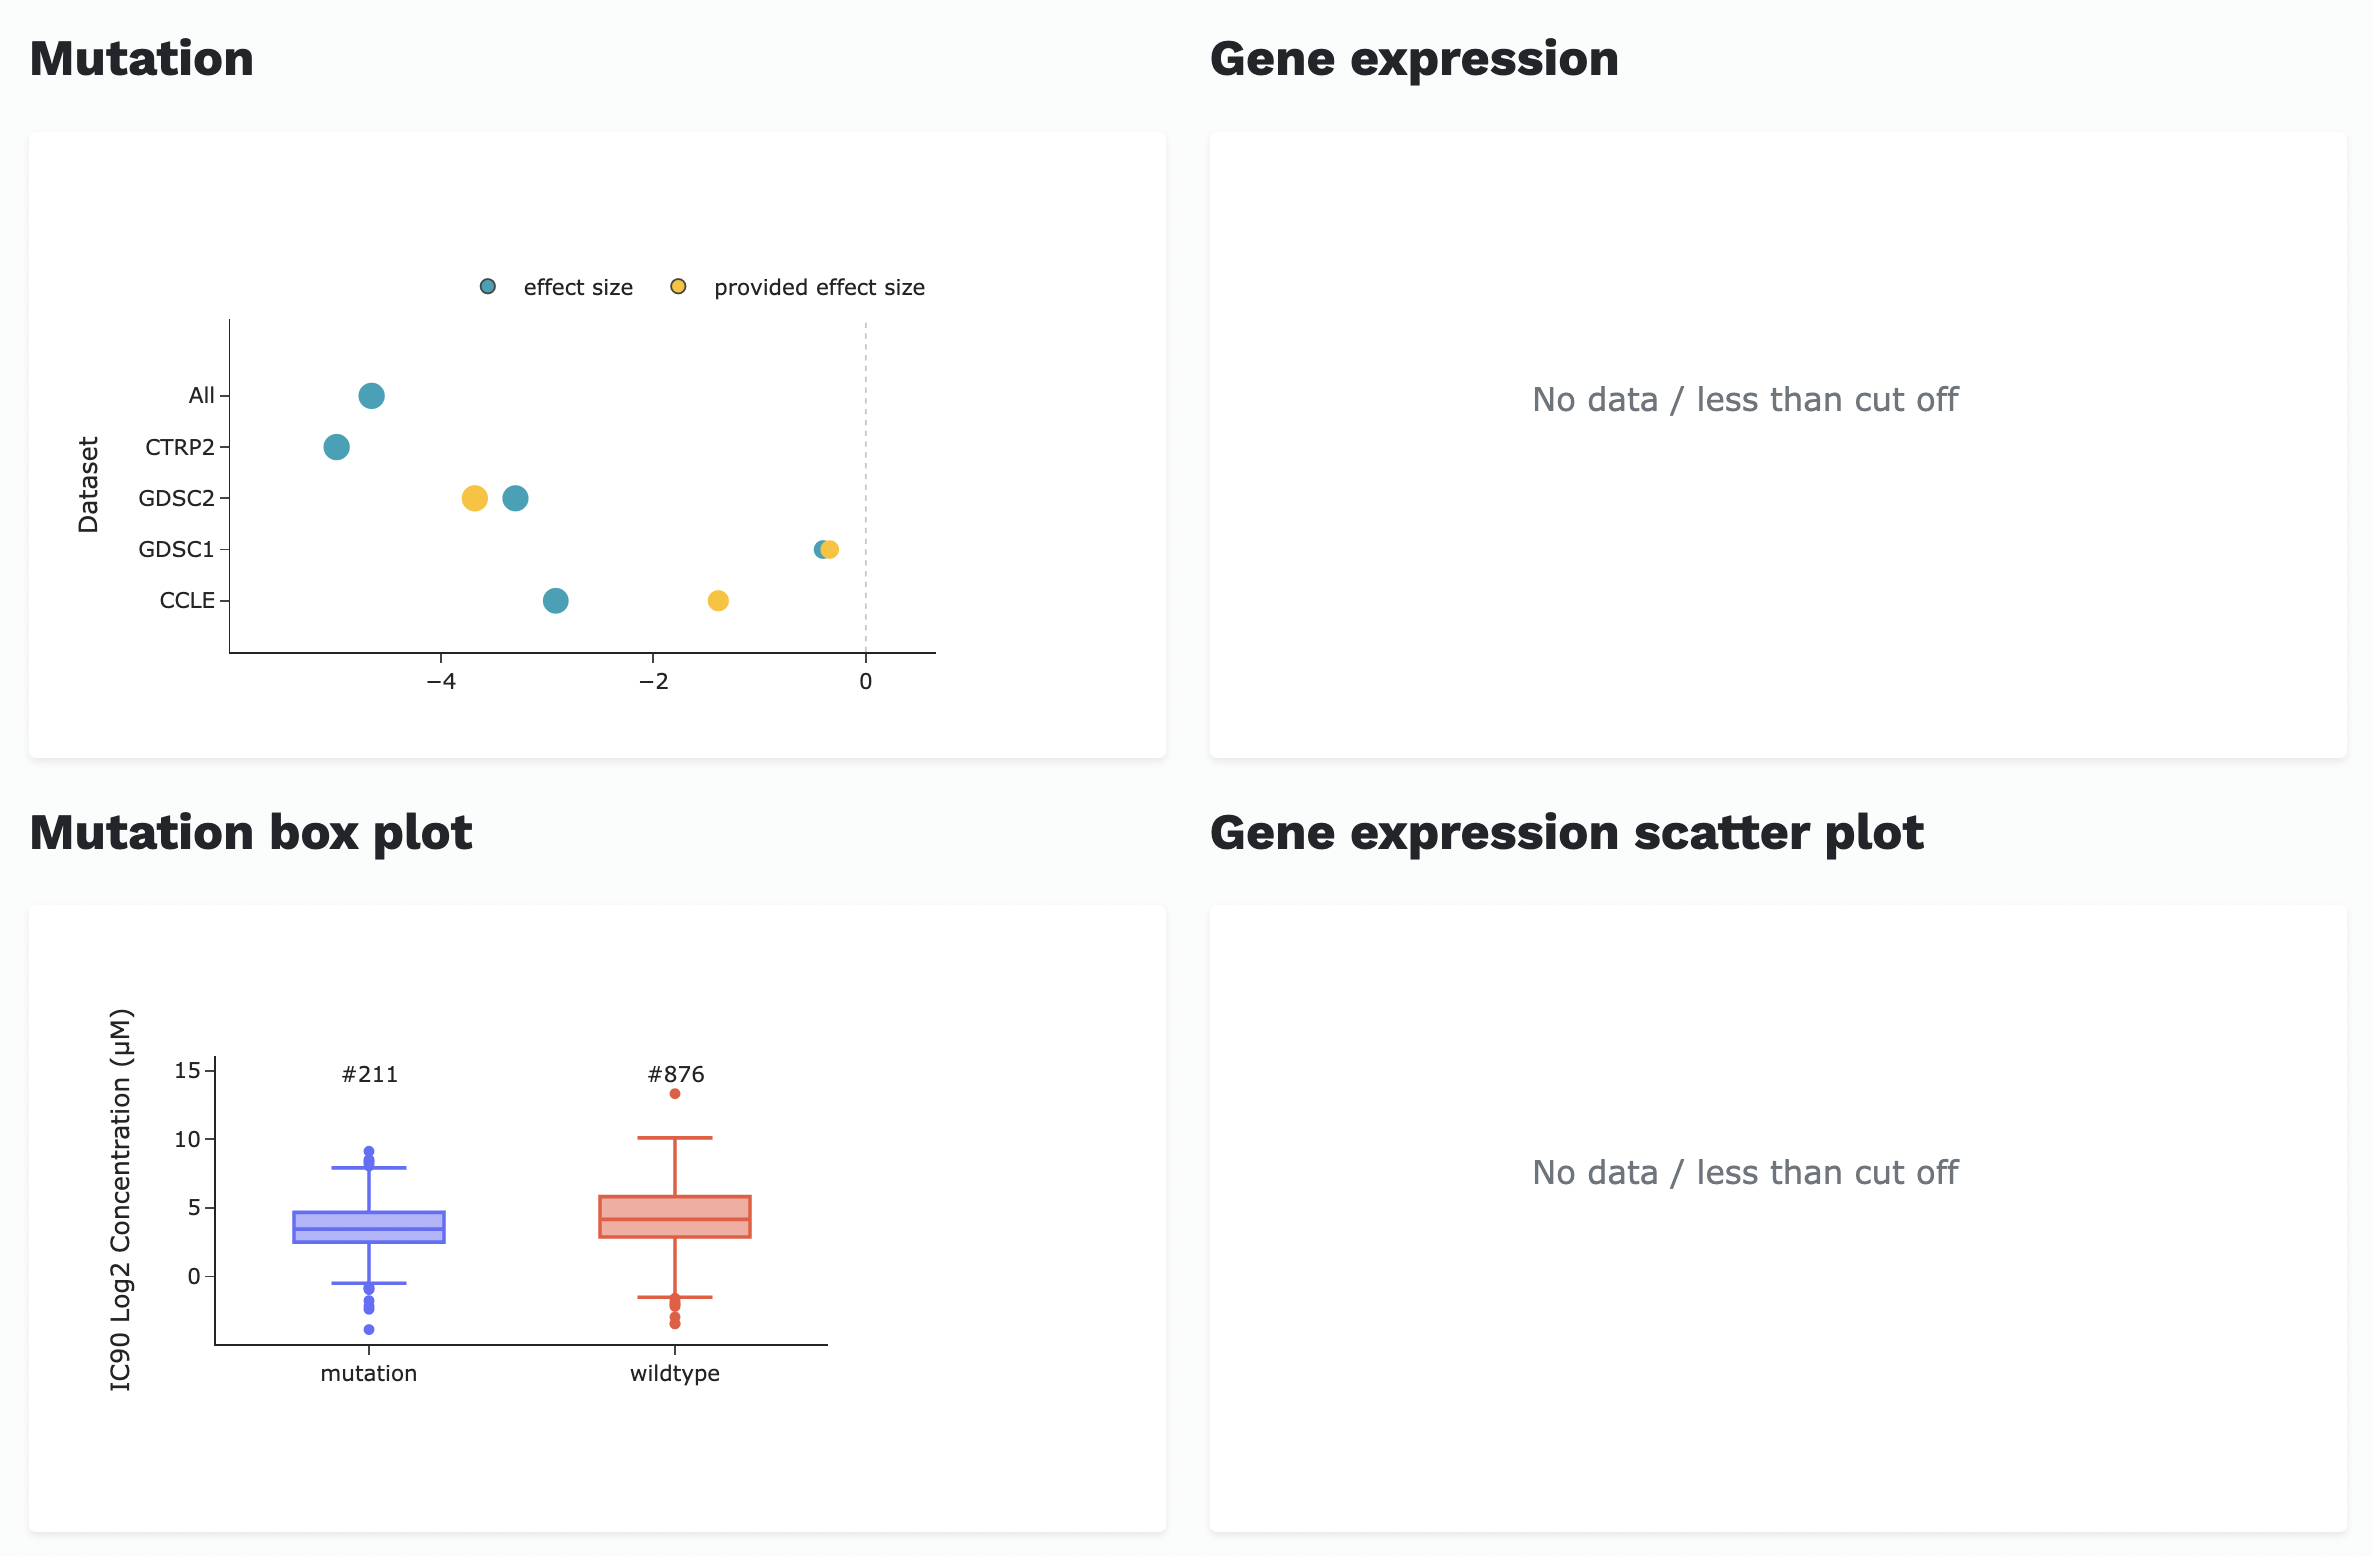 Mutation
Gene expression
effect size
provided effect size
Dataset
All
CTRP2
GDSC2
GDSC1
CCLE
−4
−2
0
No data / less than cut off
Mutation box plot
Gene expression scatter plot
IC90 Log2 Concentration (μM)
15
10
5
0
#211
#876
mutation
wildtype
No data / less than cut off